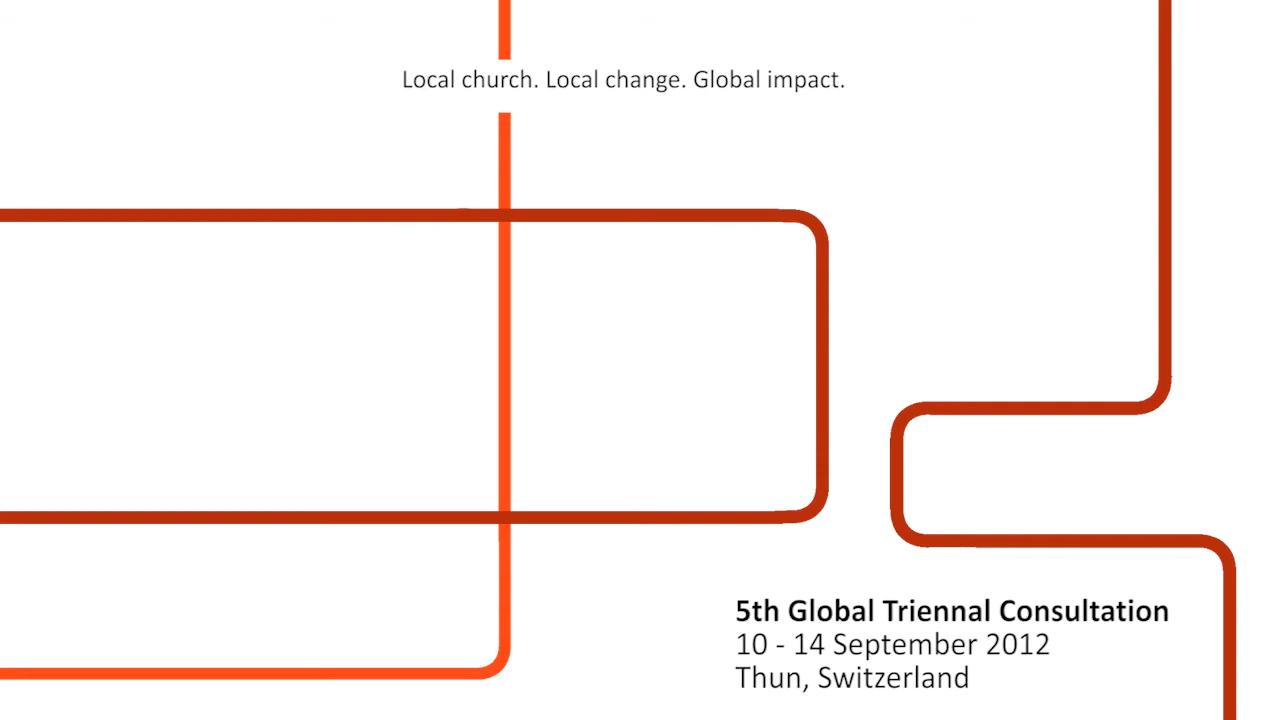 Local church. Local change. Global impact.
5th Global Triennal Consultation
10 - 14 September 2012
Thun, Switzerland